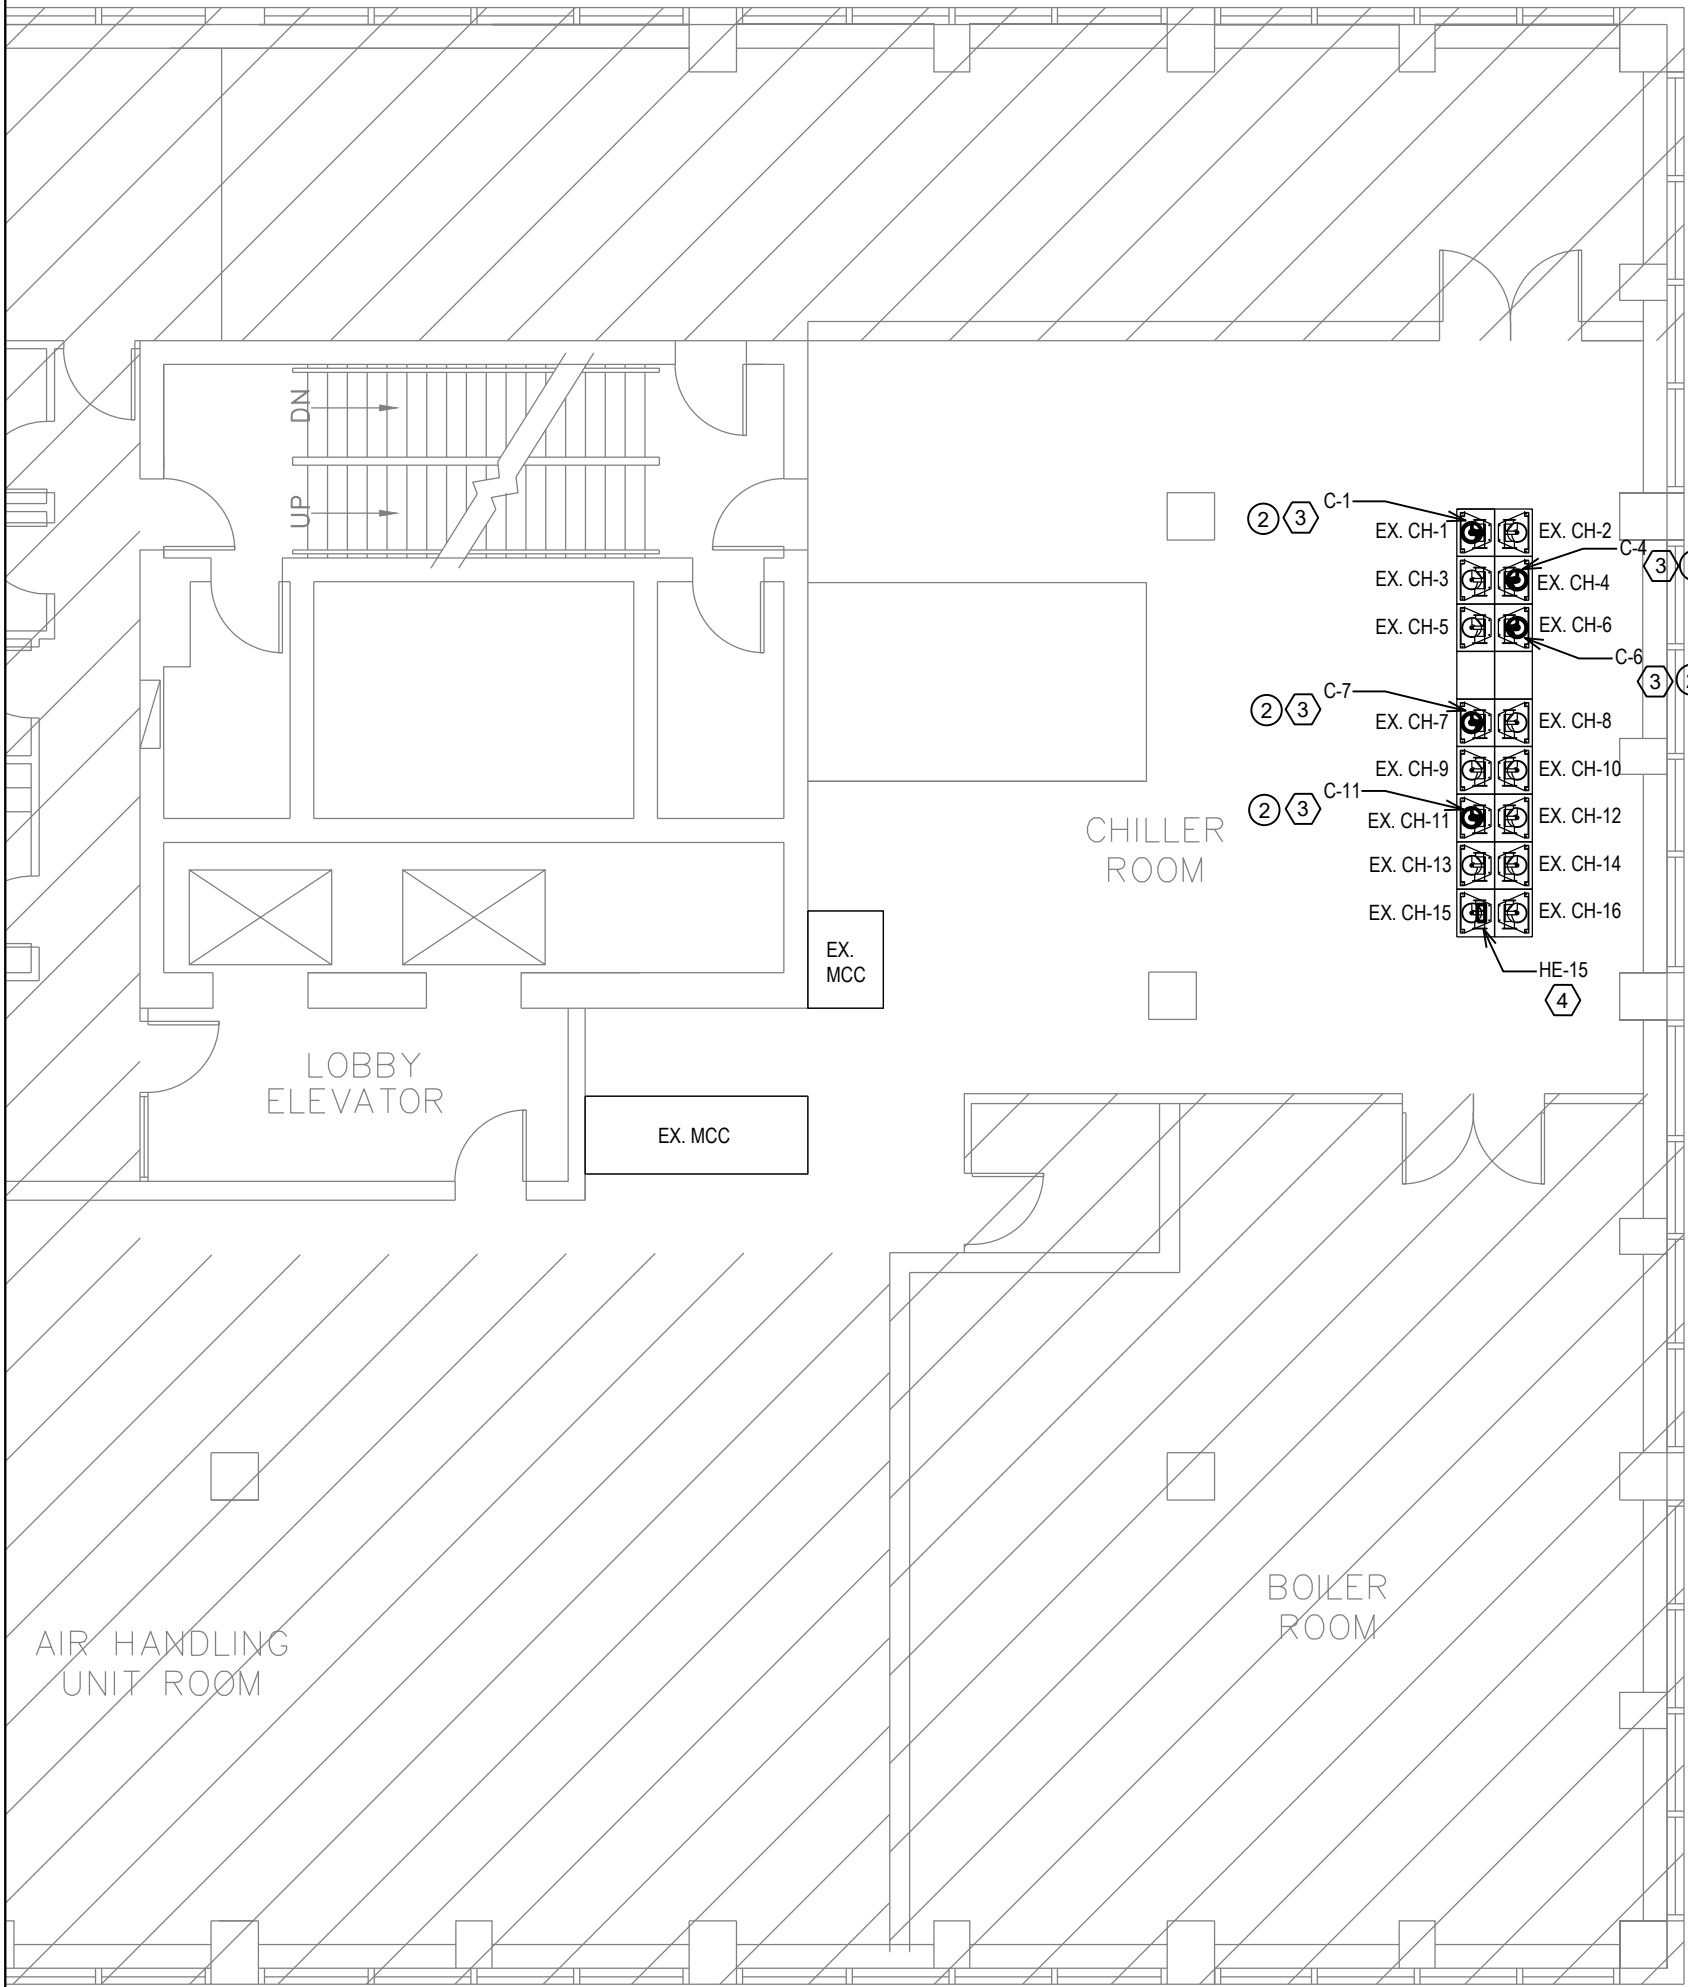 DN
UP
C-1
2 3
EX. CH-1
EX. CH-2
C-4
3
EX. CH-3
EX. CH-4
EX. CH-5
EX. CH-6
C-6
3
C-7
2 3
EX. CH-7
EX. CH-8
EX. CH-9
EX. CH-10
C-11
2 3
EX. CH-11
EX. CH-12
CHILLER
ROOM
EX. CH-13
EX. CH-14
EX. CH-15
EX. CH-16
EX.
MCC
HE-15
4
LOBBY
ELEVATOR
EX. MCC
BOILER
ROOM
AIR HANDLING
UNIT ROOM